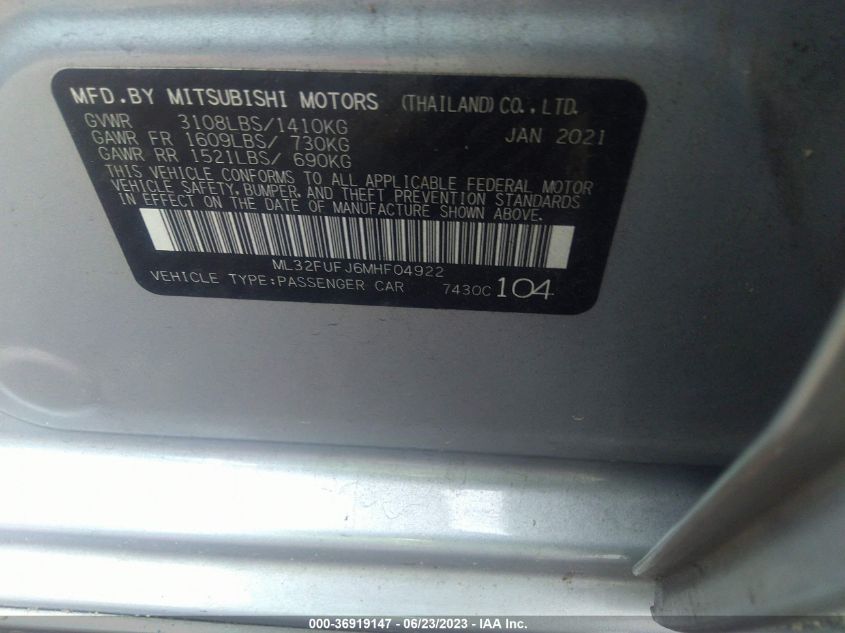 MFD.BY MITSUBISHI MOTORS (THAILAND)CO.,LTD.
GVWR 3108LBS/1410KG JAN 2021
GAWR FR 1609LBS/ 730KG
GAWR RR 1521LBS/ 690KG
THIS VEHICLE CONFORMS TO ALL APPLICABLE FEDERAL MOTOR
VEHICLE SAFETY, BUMPER, AND THEFT PREVENTION STANDARDS
IN EFFECT ON THE DATE OF MANUFACTURE SHOWN ABOVE.
ML32FUFJ6MHF04922
VEHICLE TYPE:PASSENGER CAR 7430C 104
000-36919147 - 06/23/2023 - IAA Inc.